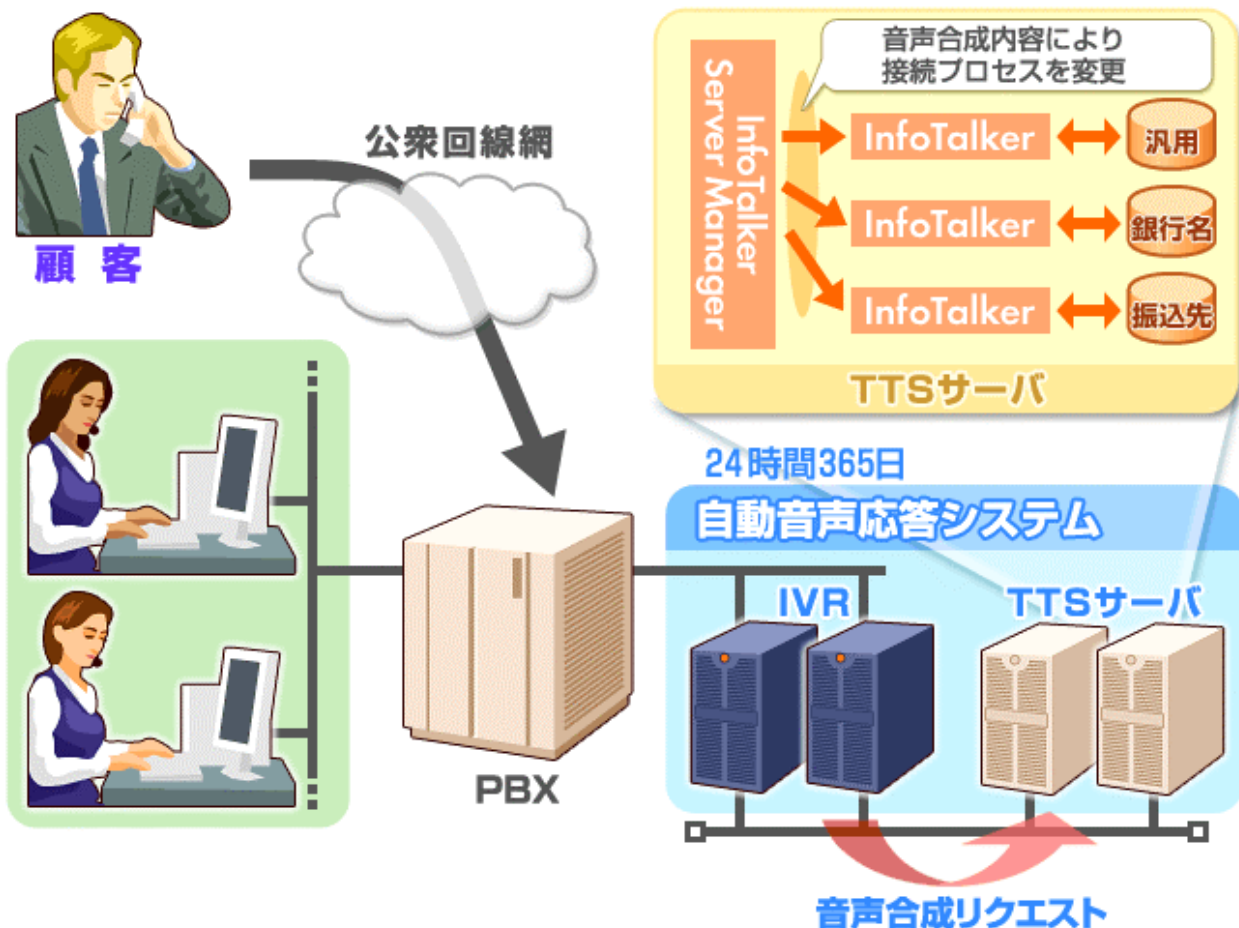 音声合成内容により
接続プロセスを変更
InfoTalker
Server Manager
InfoTalker
汎用
InfoTalker
銀行名
InfoTalker
振込先
TTSサーバ
公衆回線網
顧客
24時間365日
自動音声応答システム
IVR
TTSサーバ
PBX
音声合成リクエスト